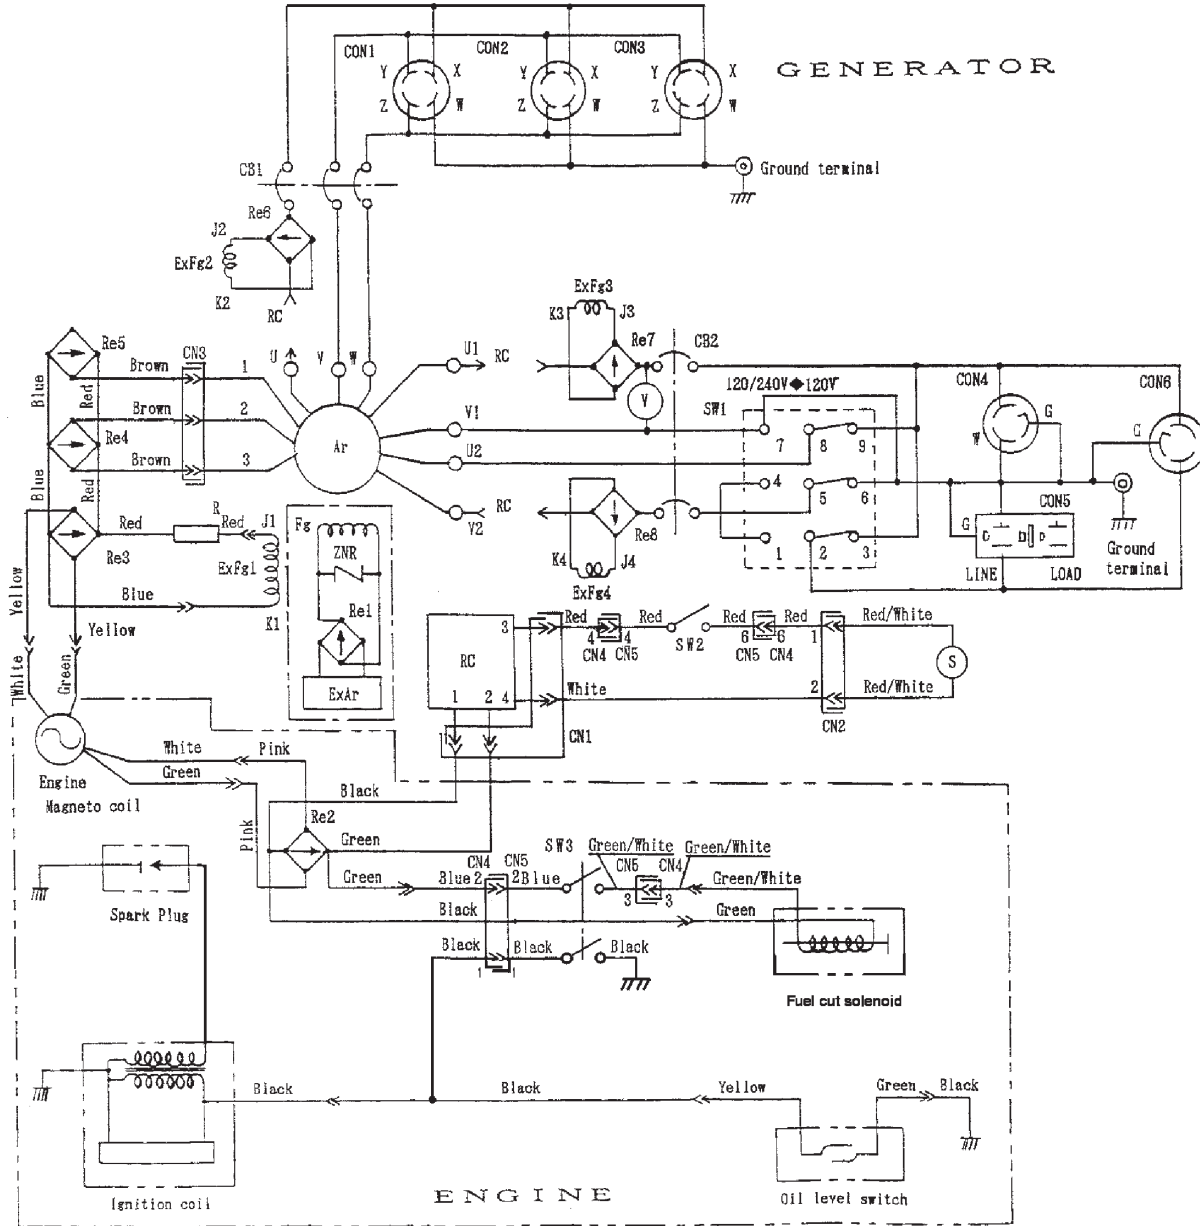 CON1 CON2 CON3
GENERATOR
Y X Y X Y X
Z W Z W Z W
CB1
Ground terminal
Re6
J2
ExFg2
K2
RC
ExFg3
K3 J3
Re7
CB2
Re5
CN3
Brown 1
U V W
U1 RC
V
120/240V◆120V
CON4
CON6
Blue
Red
Brown 2
V1
SW1
G
7 8 9
W
G
Re4
Ar
U2
Brown 3
4 5 6
CON5
Blue
Red
V2 RC
Re8
G
Red R Red J1
Fg
ZNR
K4 J4
1 2 3
Ground
terminal
Re3
ExFg1
ExFg4
LINE LOAD
Yellow
Blue
K1
Re1
Yellow
3 Red 4 4 Red SW2 Red 6 6 Red 1 Red/White
CN4 CN5
CN5 CN4
RC
S
White
Green
ExAr
1 2 4 White 2 Red/White
CN2
CN1
White Pink
Engine
Magneto coil
Green
Black
Pink
Re2
Green
SW3 Green/White Green/White
CN4 CN5
CN5 CN4
Green Blue 2 2 Blue
3 3
Green/White
Spark Plug
Black
Green
Black Black Black
1 1
Fuel cut solenoid
Black Black Yellow
Green Black
Ignition coil
ENGINE
Oil level switch